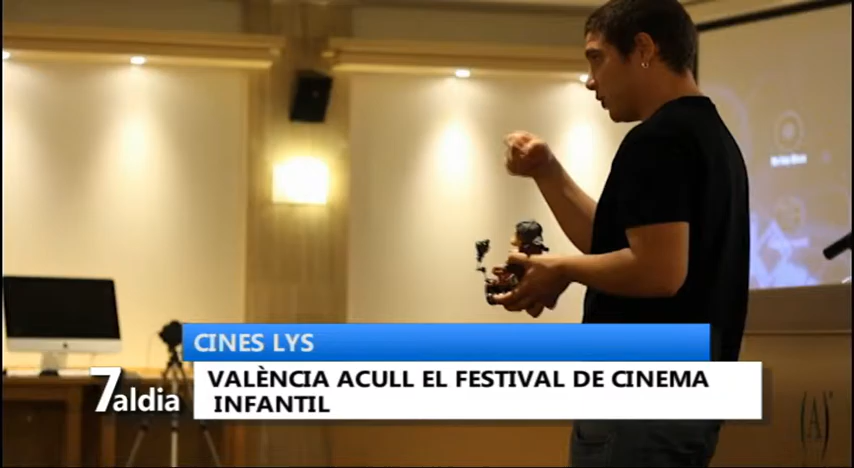 CINES LYS
VALÈNCIA ACULL EL FESTIVAL DE CINEMA
INFANTIL
7aldia
(A)